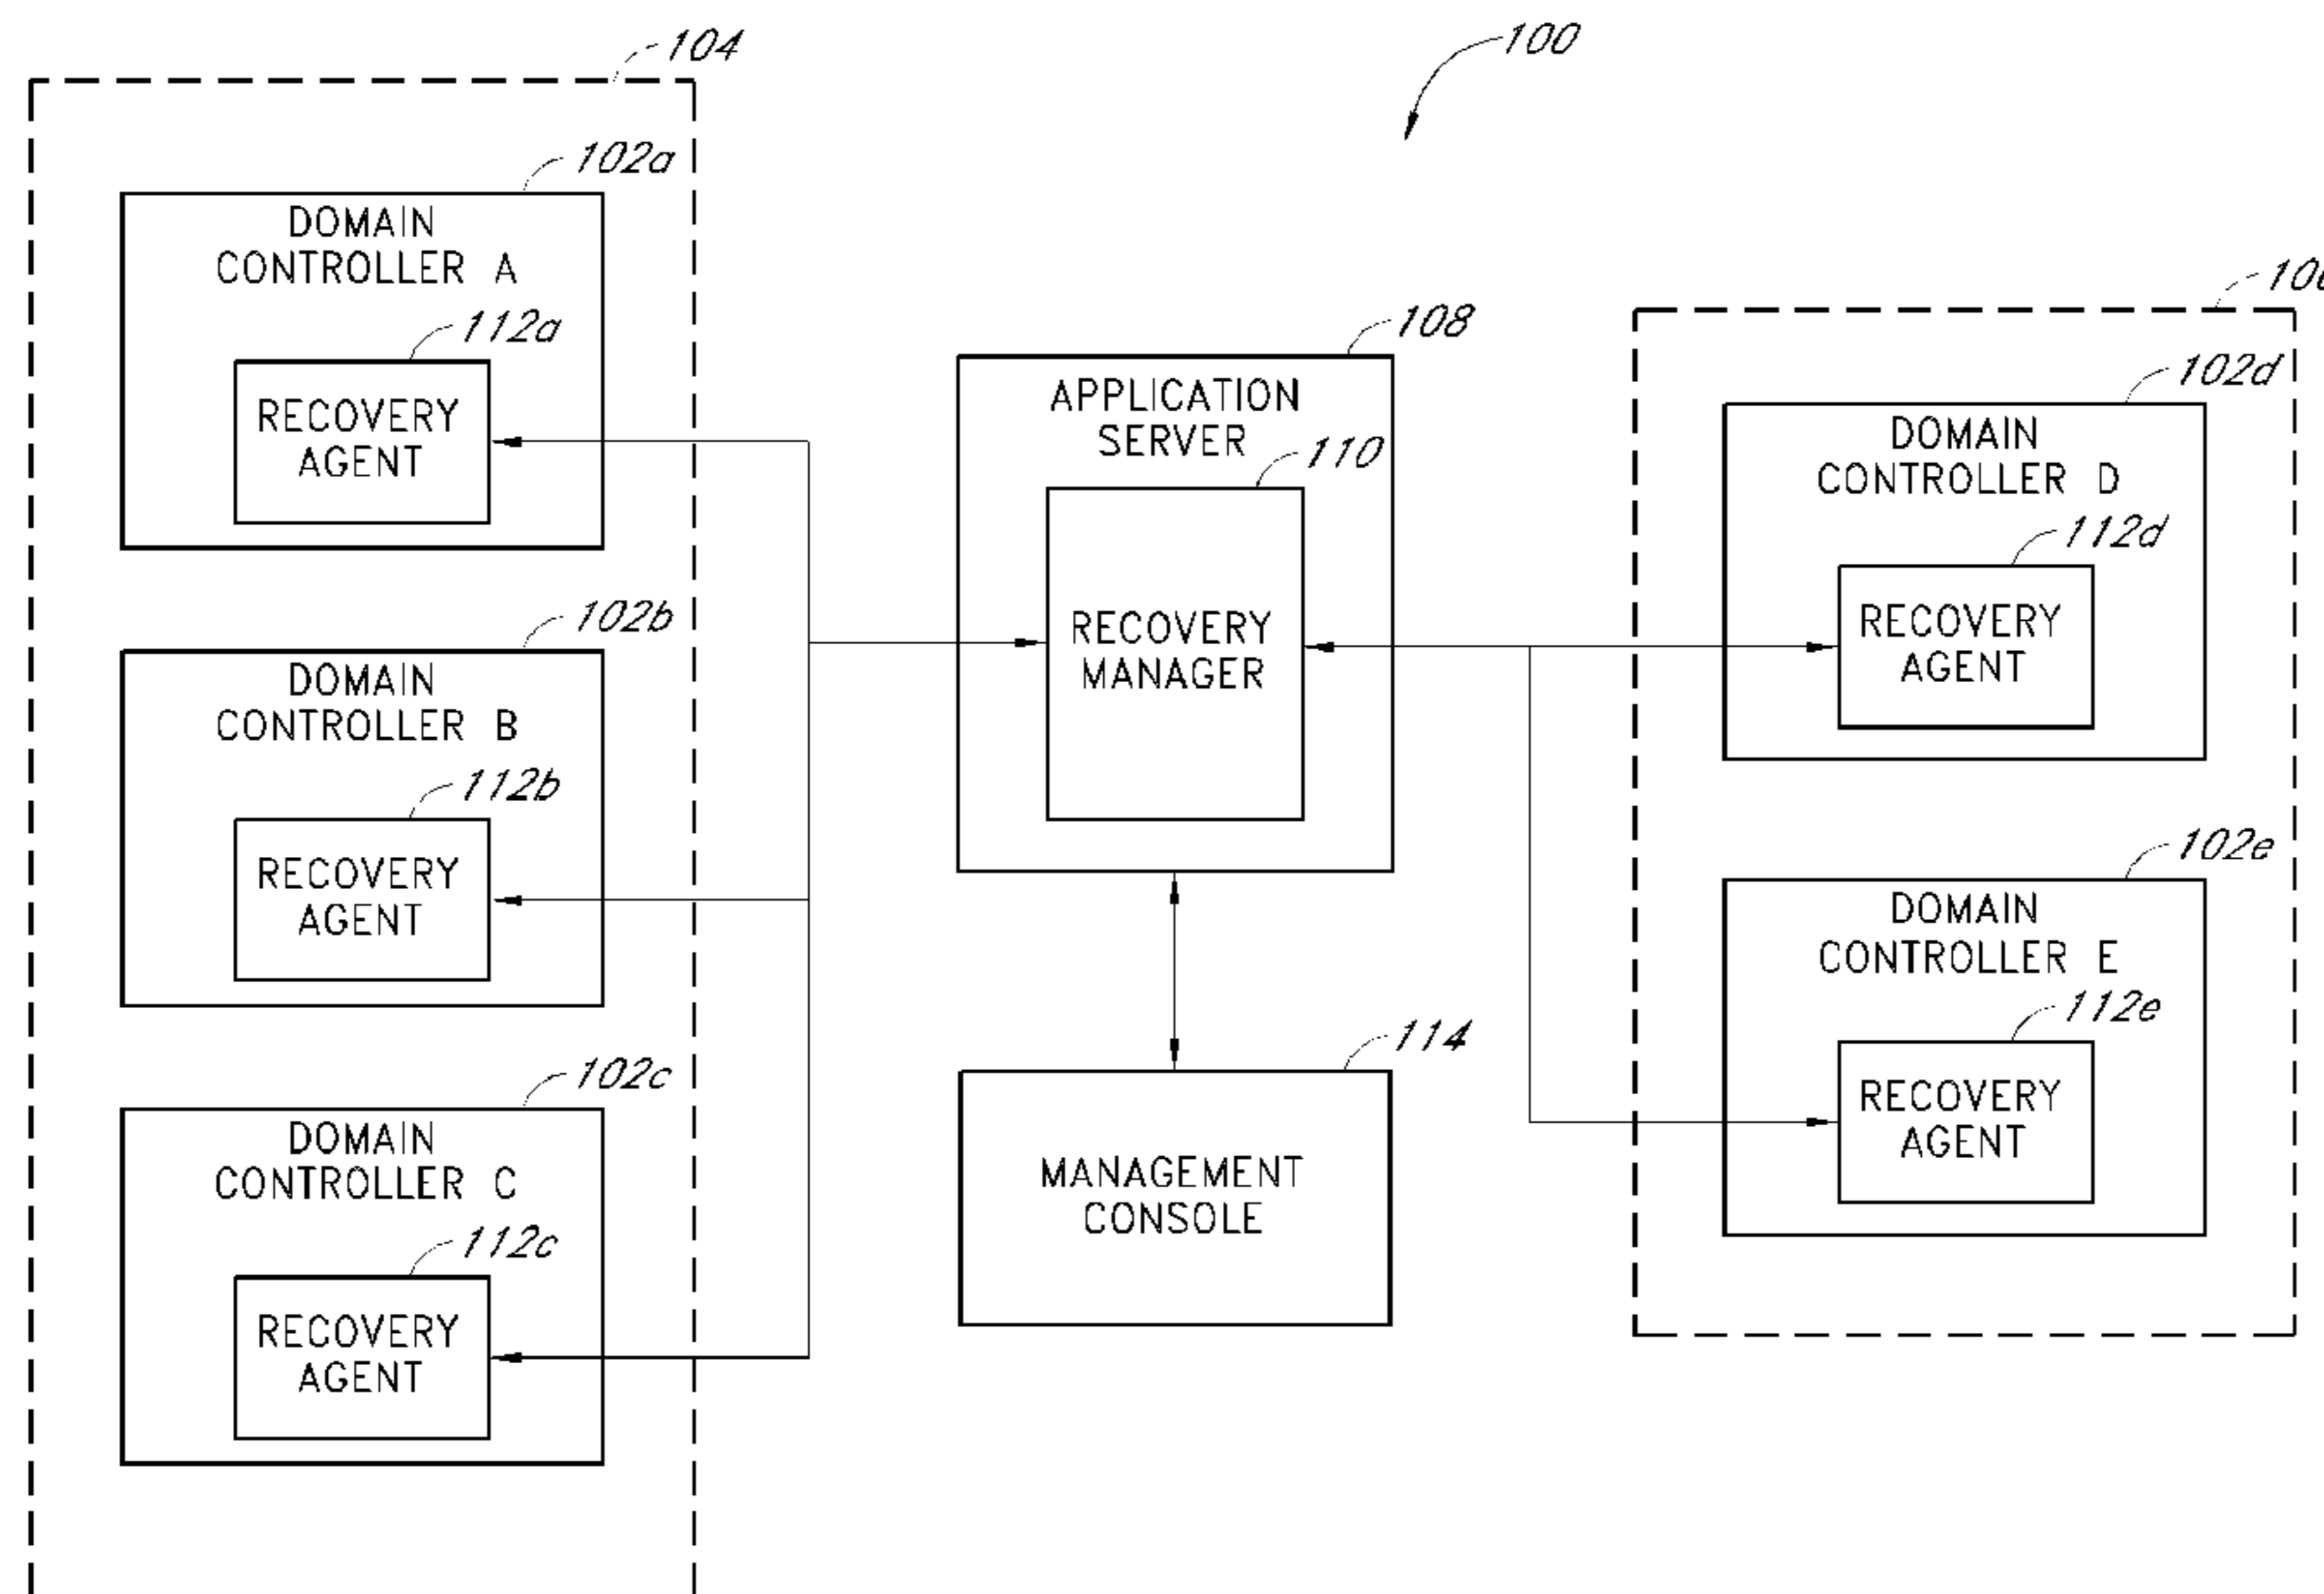 104
100
102a
DOMAIN
CONTROLLER A
112a
RECOVERY
AGENT
102b
DOMAIN
CONTROLLER B
112b
RECOVERY
AGENT
102c
DOMAIN
CONTROLLER C
112c
RECOVERY
AGENT
108
APPLICATION
SERVER
110
RECOVERY
MANAGER
114
MANAGEMENT
CONSOLE
102d
DOMAIN
CONTROLLER D
112d
RECOVERY
AGENT
102e
DOMAIN
CONTROLLER E
112e
RECOVERY
AGENT